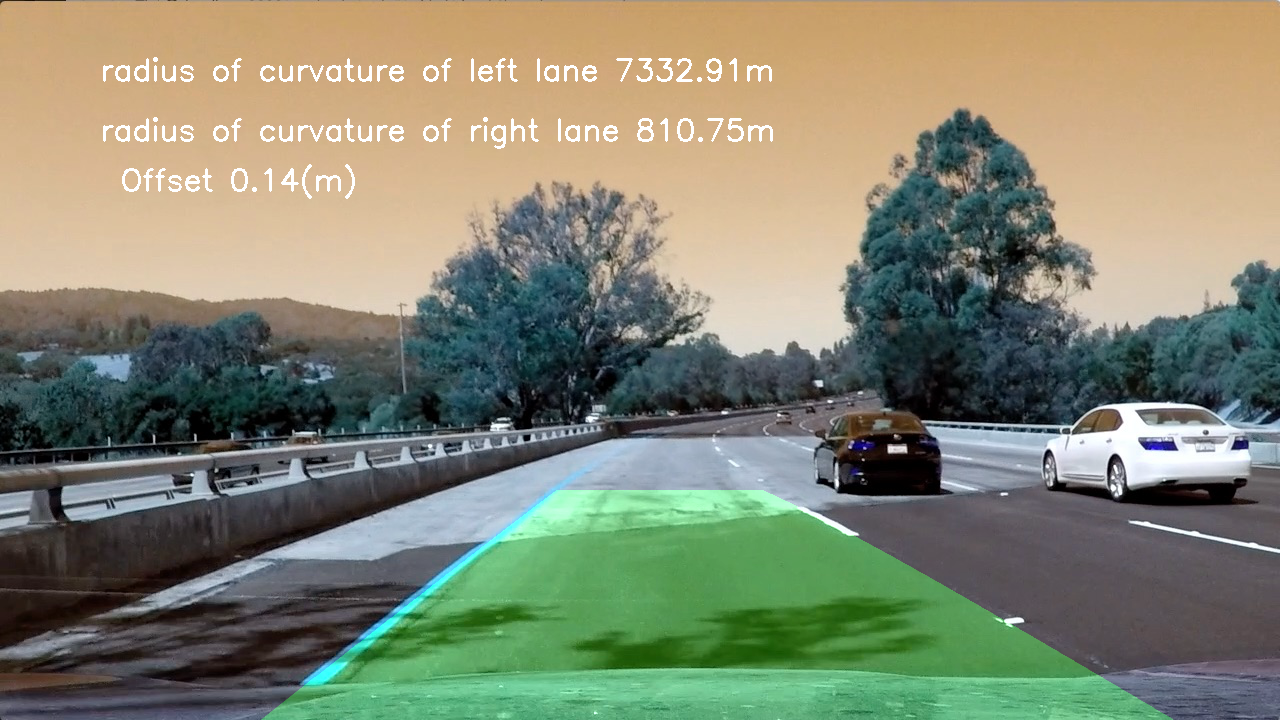 radius of curvature of left lane 7332.91m
radius of curvature of right lane 810.75m
Offset 0.14(m)